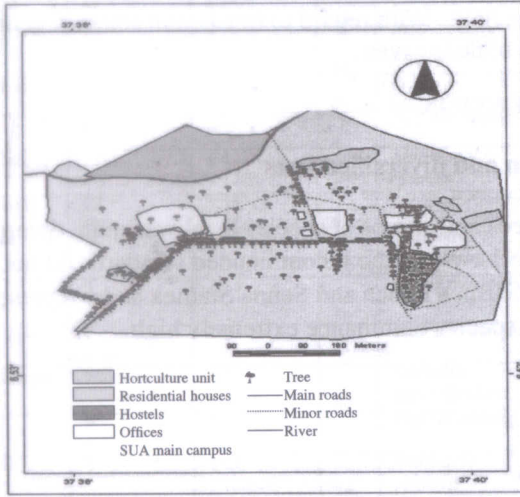 37 38'
37 40'
90 0 90 180 Meters
Hortculture unit
Residential houses
Hostels
Offices
SUA main campus
Tree
Main roads
Minor roads
River
37 38'
37 40'